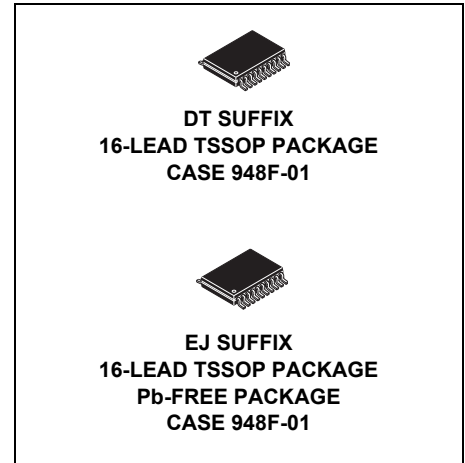 DT SUFFIX
16-LEAD TSSOP PACKAGE
CASE 948F-01
EJ SUFFIX
16-LEAD TSSOP PACKAGE
Pb-FREE PACKAGE
CASE 948F-01